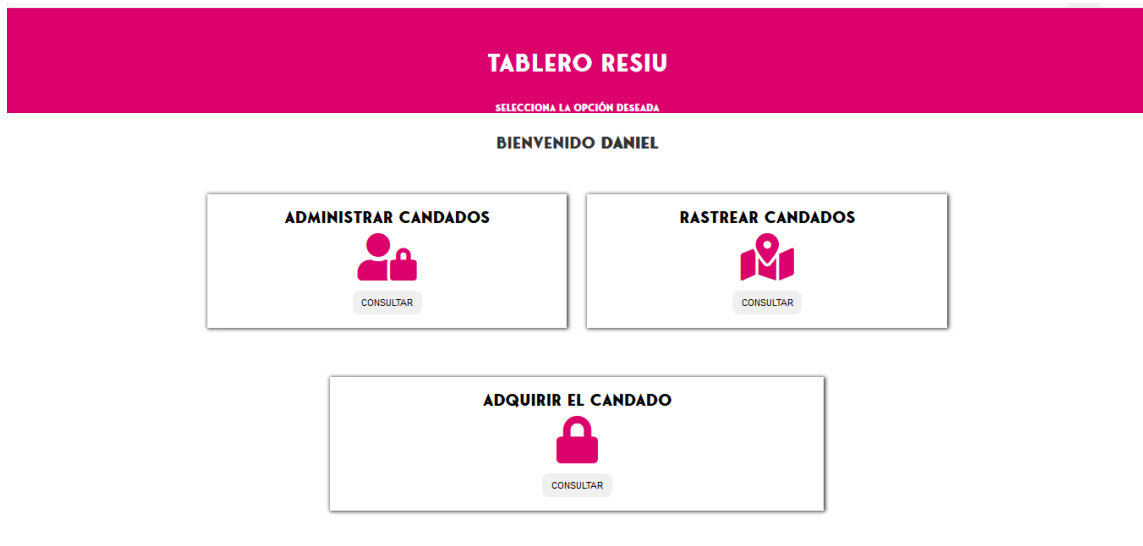 TABLERO RESIU
SELECCIONA LA OPCIÓN DESEADA
BIENVENIDO DANIEL
ADMINISTRAR CANDADOS
CONSULTAR
RASTREAR CANDADOS
CONSULTAR
ADQUIRIR EL CANDADO
CONSULTAR